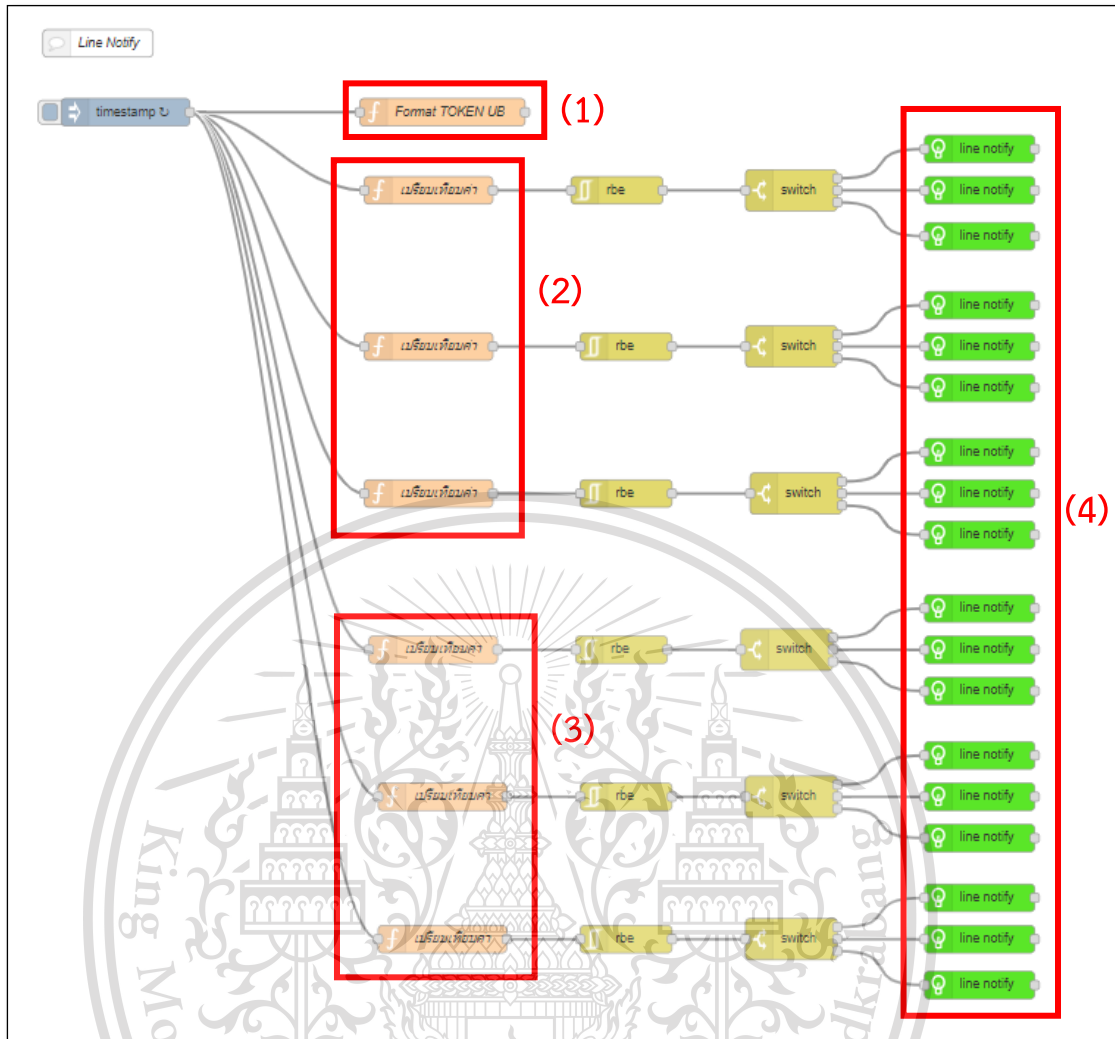 Line Notify
timestamp ↻
Format TOKEN UB
(1)
line notify
เปรียบเทียบค่า
rbe
switch
line notify
line notify
(2)
line notify
เปรียบเทียบค่า
rbe
switch
line notify
line notify
line notify
เปรียบเทียบค่า
rbe
switch
line notify
(4)
line notify
line notify
เปรียบเทียบค่า
rbe
switch
line notify
line notify
(3)
line notify
เปรียบเทียบค่า
rbe
switch
line notify
line notify
line notify
เปรียบเทียบค่า
rbe
switch
line notify
line notify
King